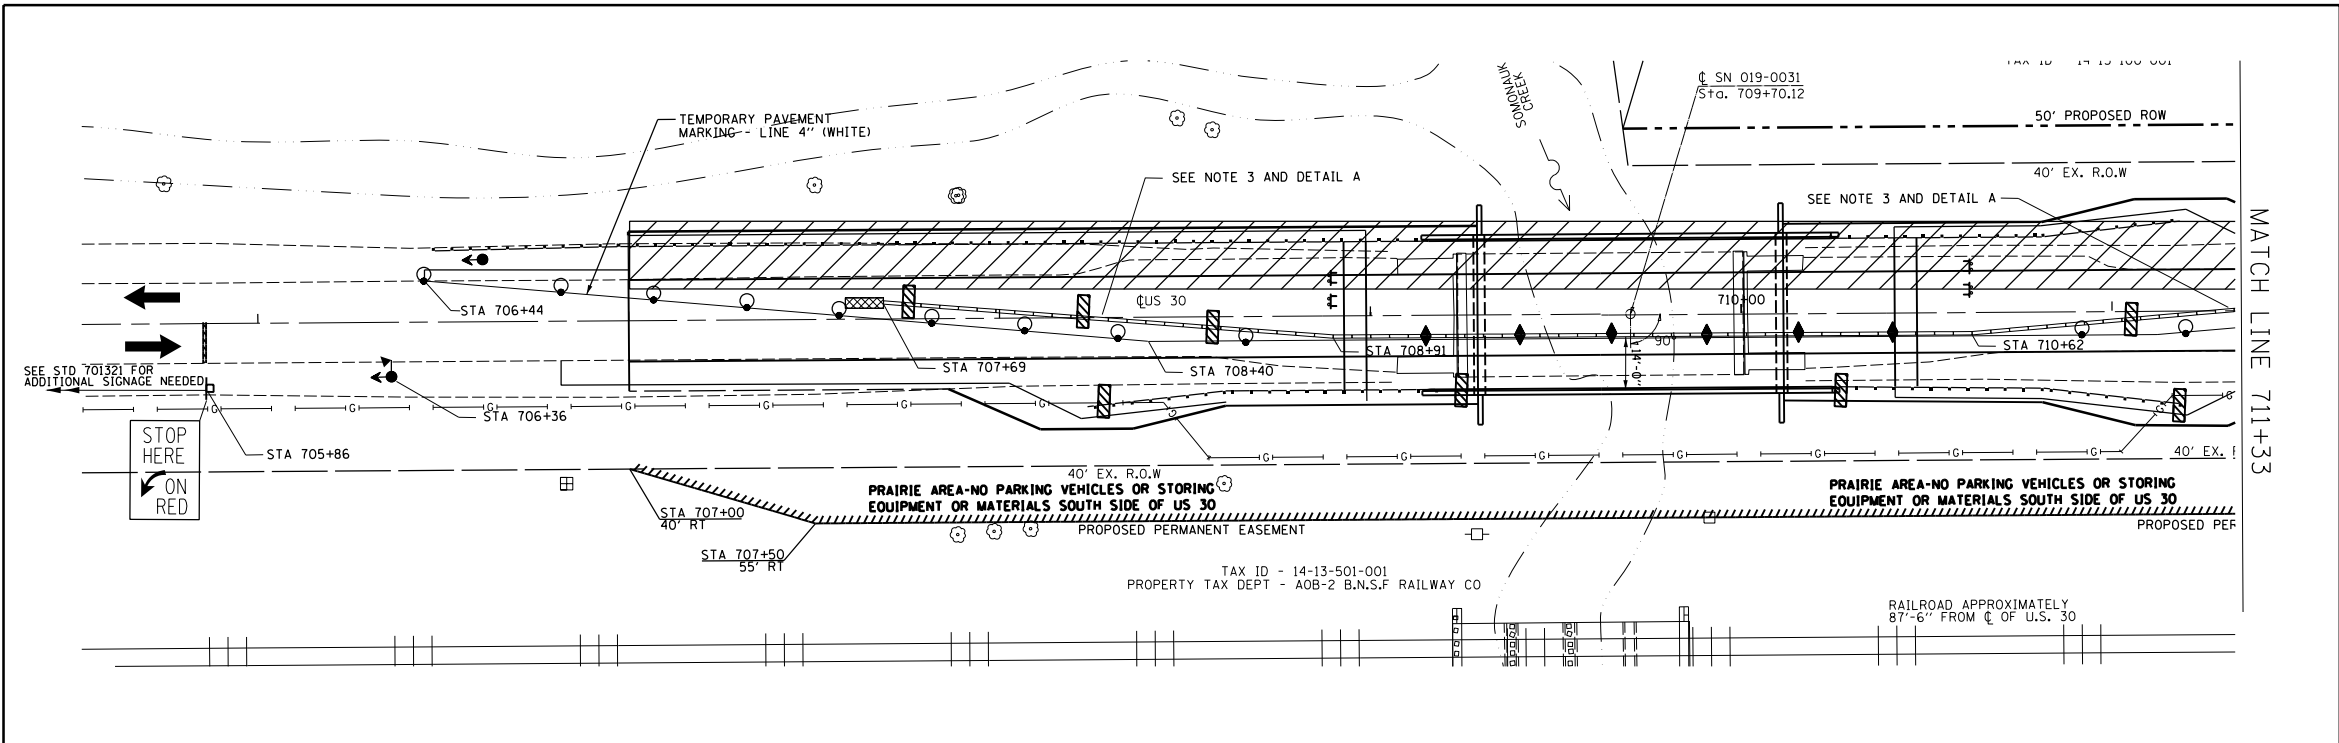 SOMONAUK
CREEK
℄ SN 019-0031
Sta. 709+70.12
TEMPORARY PAVEMENT
MARKING - LINE 4" (WHITE)
50' PROPOSED ROW
40' EX. R.O.W
SEE NOTE 3 AND DETAIL A
SEE NOTE 3 AND DETAIL A
MATCH LINE 711+33
STA 706+44
℄US 30
710+00
90°
14'-0"
STA 708+91
STA 710+62
STA 707+69
STA 708+40
SEE STD 701321 FOR
ADDITIONAL SIGNAGE NEEDED
STA 706+36
G G G G G G G G
STOP
HERE
ON
RED
STA 705+86
G G G G G G G
40' EX. R.O.W
40' EX.
PRAIRIE AREA-NO PARKING VEHICLES OR STORING
EQUIPMENT OR MATERIALS SOUTH SIDE OF US 30
PRAIRIE AREA-NO PARKING VEHICLES OR STORING
EQUIPMENT OR MATERIALS SOUTH SIDE OF US 30
STA 707+00
40' RT
PROPOSED PERMANENT EASEMENT
PROPOSED PER
STA 707+50
55' RT
TAX ID - 14-13-501-001
PROPERTY TAX DEPT - AOB-2 B.N.S.F RAILWAY CO
RAILROAD APPROXIMATELY
87'-6" FROM ℄ OF U.S. 30